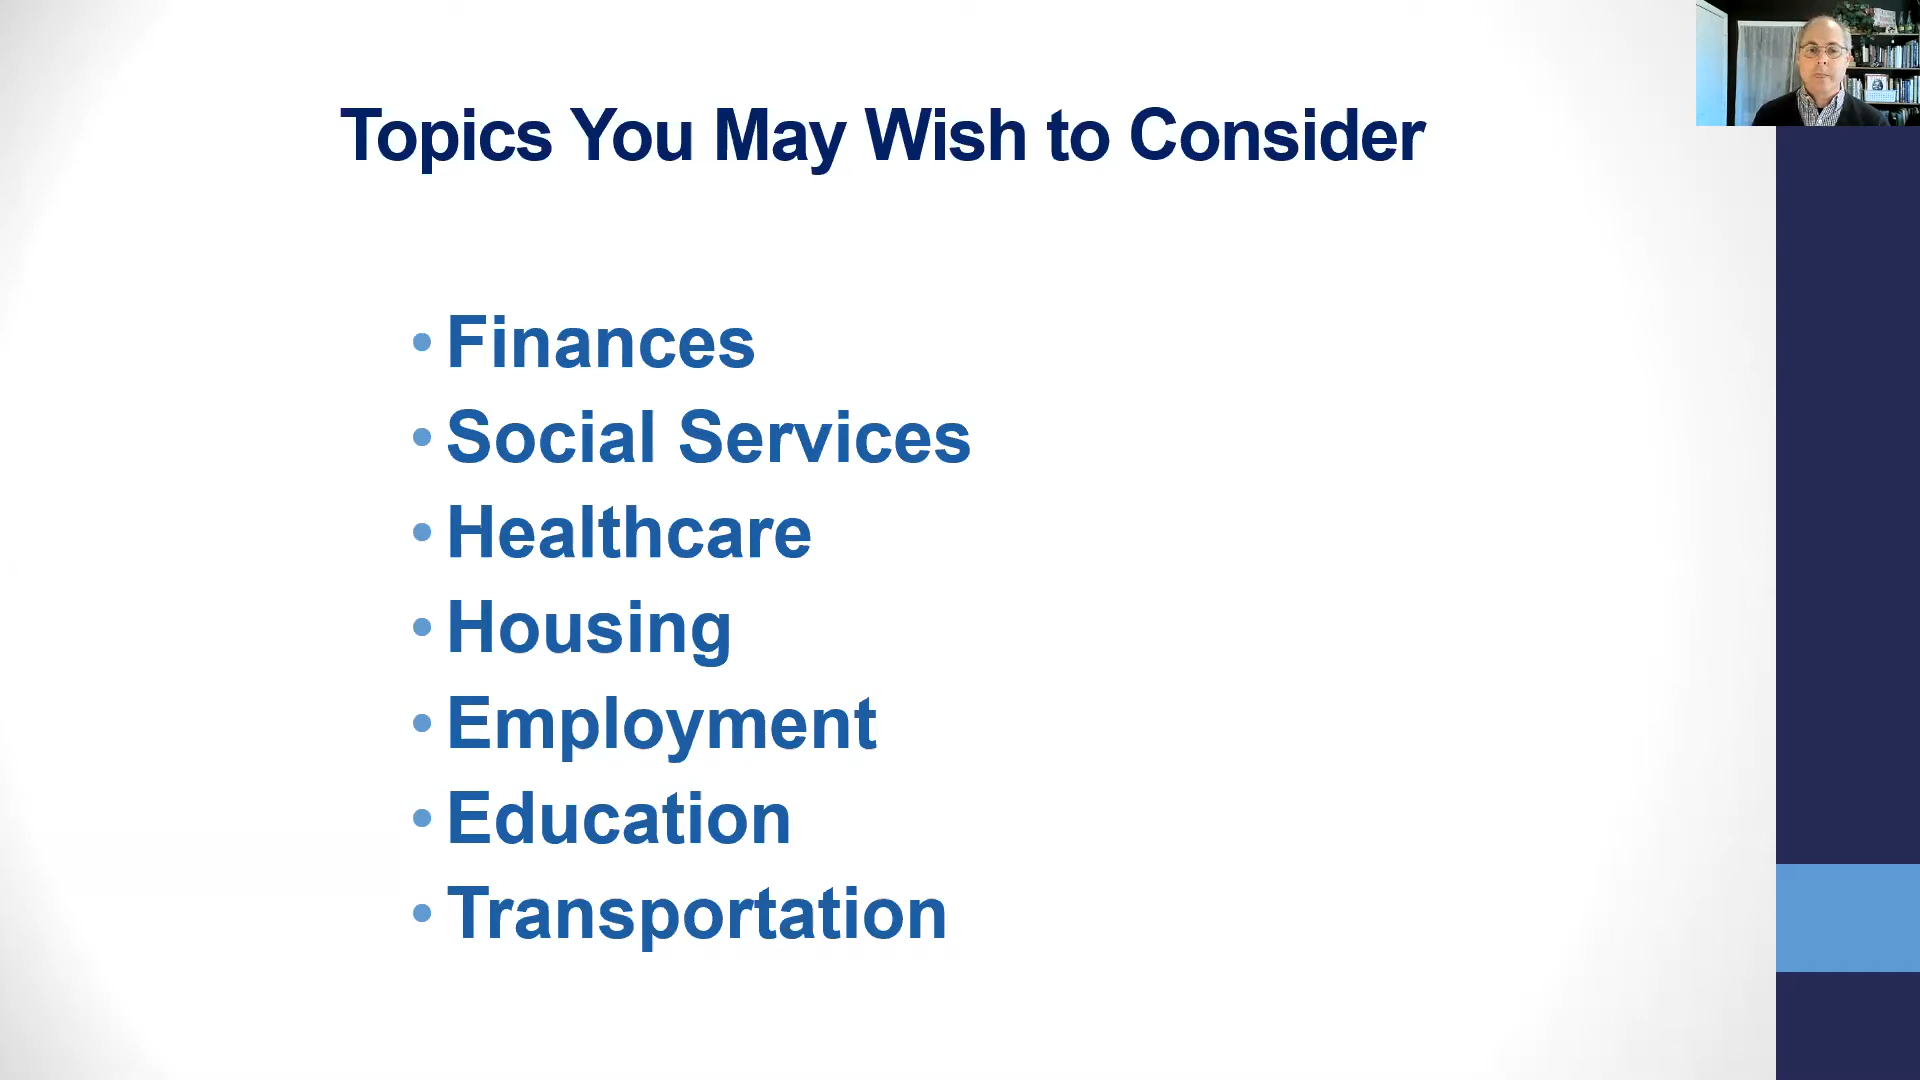 Topics You May Wish to Consider
• Finances
• Social Services
• Healthcare
• Housing
• Employment
• Education
• Transportation